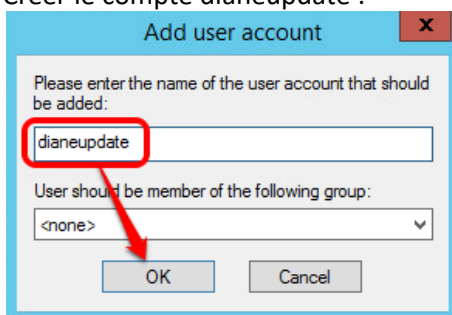 Créer le compte dianeupdate :
Add user account
x
Please enter the name of the user account that should
be added:
dianeupdate
User should be member of the following group:
<none>
OK Cancel